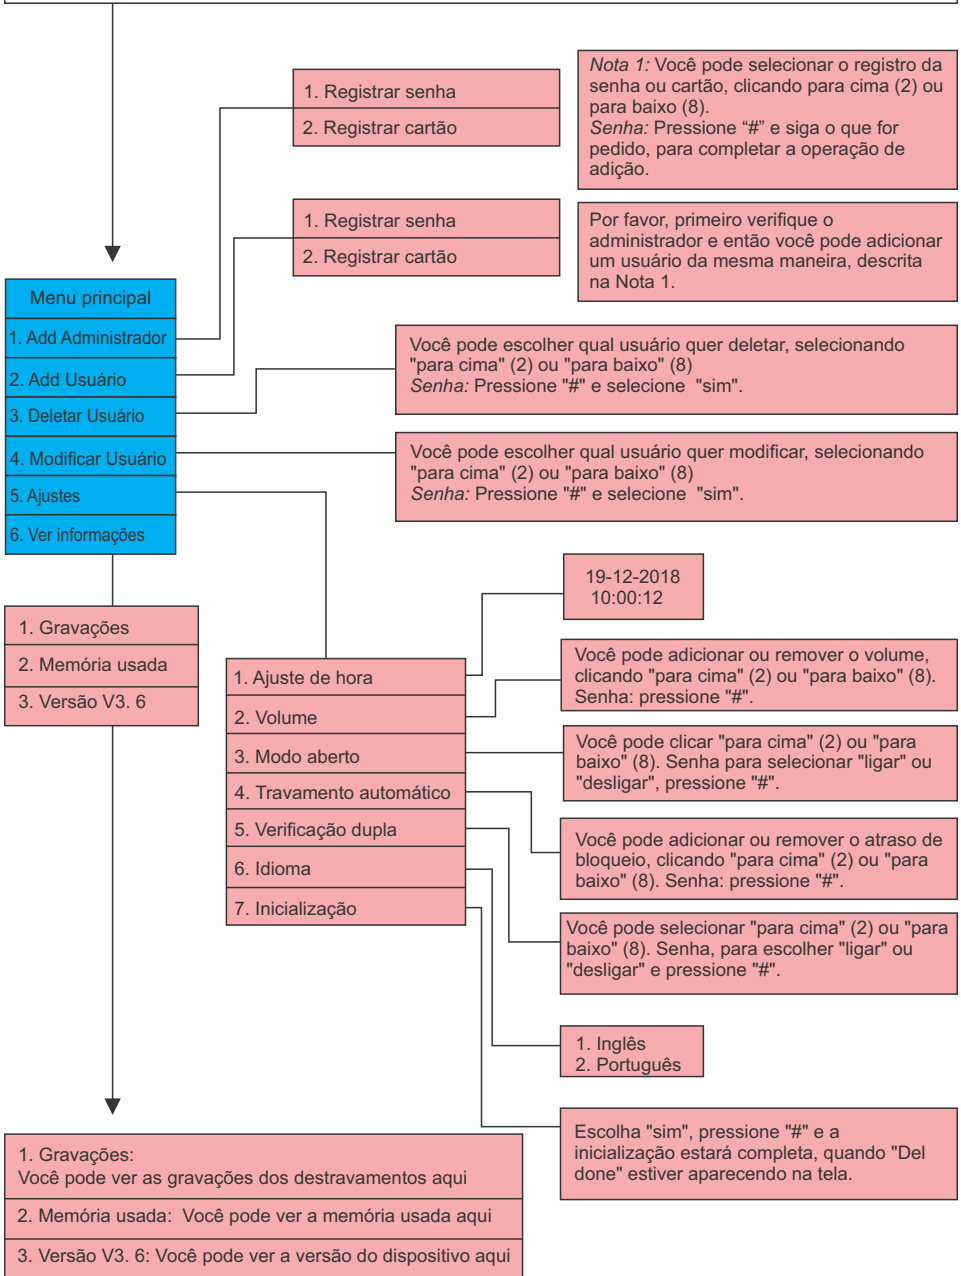 1. Registrar senha
2. Registrar cartão
Nota 1: Você pode selecionar o registro da
senha ou cartão, clicando para cima (2) ou
para baixo (8).
Senha: Pressione “#” e siga o que for
pedido, para completar a operação de
adição.
1. Registrar senha
2. Registrar cartão
Por favor, primeiro verifique o
administrador e então você pode adicionar
um usuário da mesma maneira, descrita
na Nota 1.
Menu principal
1. Add Administrador
2. Add Usuário
3. Deletar Usuário
4. Modificar Usuário
5. Ajustes
6. Ver informações
Você pode escolher qual usuário quer deletar, selecionando
"para cima" (2) ou "para baixo" (8)
Senha: Pressione "#" e selecione "sim".
Você pode escolher qual usuário quer modificar, selecionando
"para cima" (2) ou "para baixo" (8)
Senha: Pressione "#" e selecione "sim".
1. Gravações
2. Memória usada
3. Versão V3. 6
1. Ajuste de hora
2. Volume
3. Modo aberto
4. Travamento automático
5. Verificação dupla
6. Idioma
7. Inicialização
19-12-2018
10:00:12
Você pode adicionar ou remover o volume,
clicando "para cima" (2) ou "para baixo" (8).
Senha: pressione "#".
Você pode clicar "para cima" (2) ou "para
baixo" (8). Senha para selecionar "ligar" ou
"desligar", pressione "#".
Você pode adicionar ou remover o atraso de
bloqueio, clicando "para cima" (2) ou "para
baixo" (8). Senha: pressione "#".
Você pode selecionar "para cima" (2) ou "para
baixo" (8). Senha, para escolher "ligar" ou
"desligar" e pressione "#".
1. Inglês
2. Português
Escolha "sim", pressione "#" e a
inicialização estará completa, quando "Del
done" estiver aparecendo na tela.
1. Gravações:
Você pode ver as gravações dos destravamentos aqui
2. Memória usada: Você pode ver a memória usada aqui
3. Versão V3. 6: Você pode ver a versão do dispositivo aqui